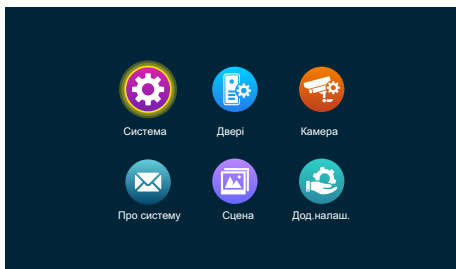 Система
Двері
Камера
Про систему
Сцена
Дод.налаш.